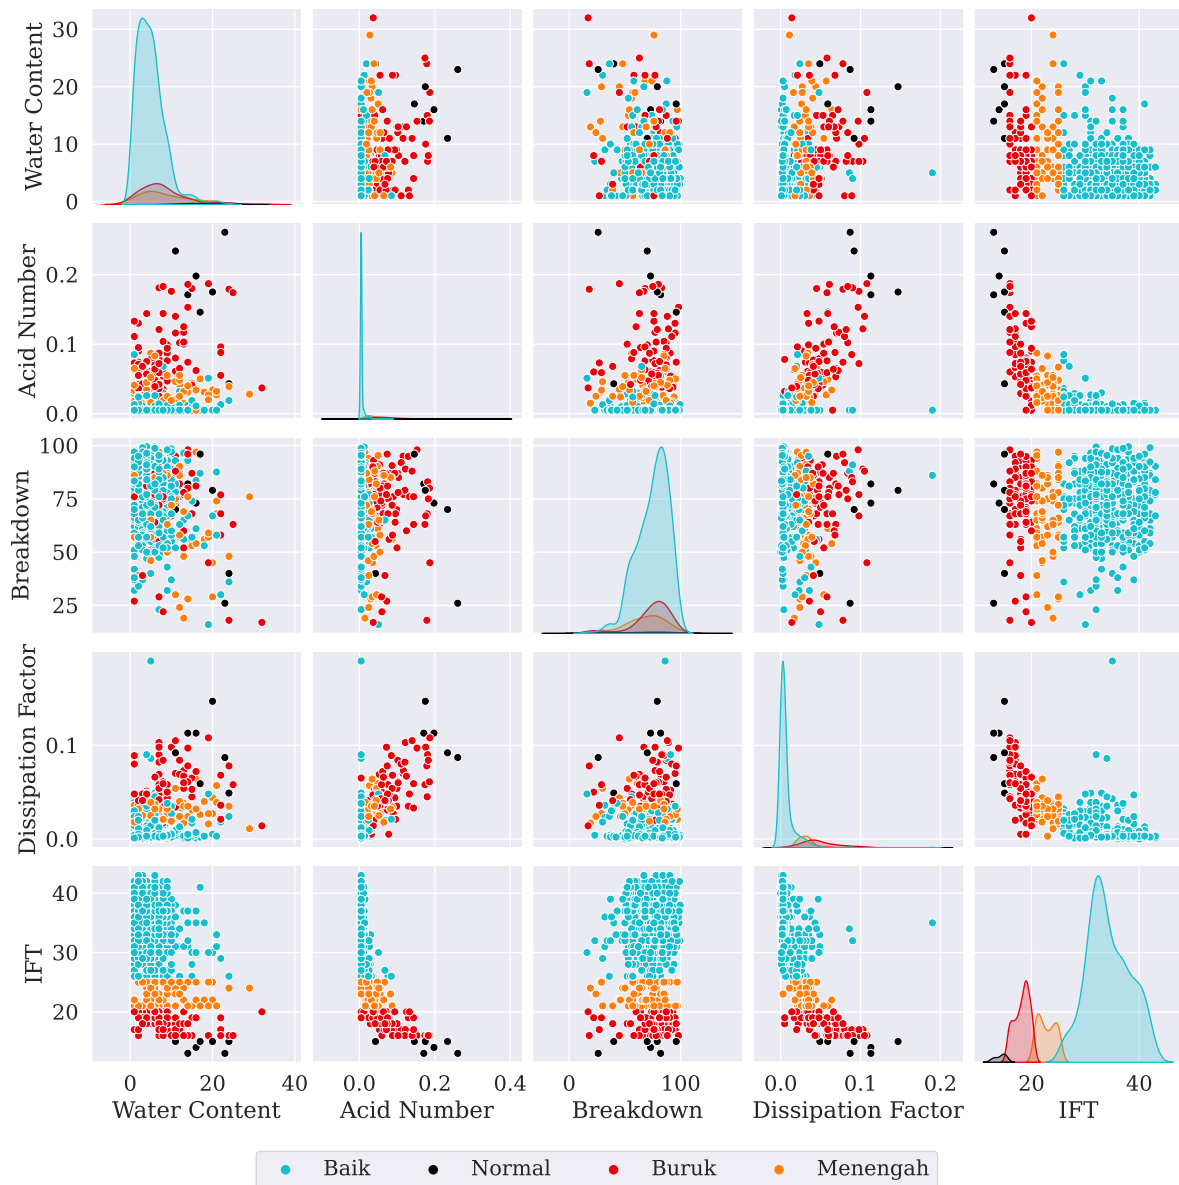 Water Content
30
20
10
0
Acid Number
0.2
0.1
0.0
Breakdown
100
75
50
25
Dissipation Factor
0.1
0.0
IFT
40
30
20
0 20 0.0 0.2 0.4 0 100 0.0 0.1 0.2 20 40
Water Content Acid Number Breakdown Dissipation Factor IFT
Baik Normal Buruk Menengah